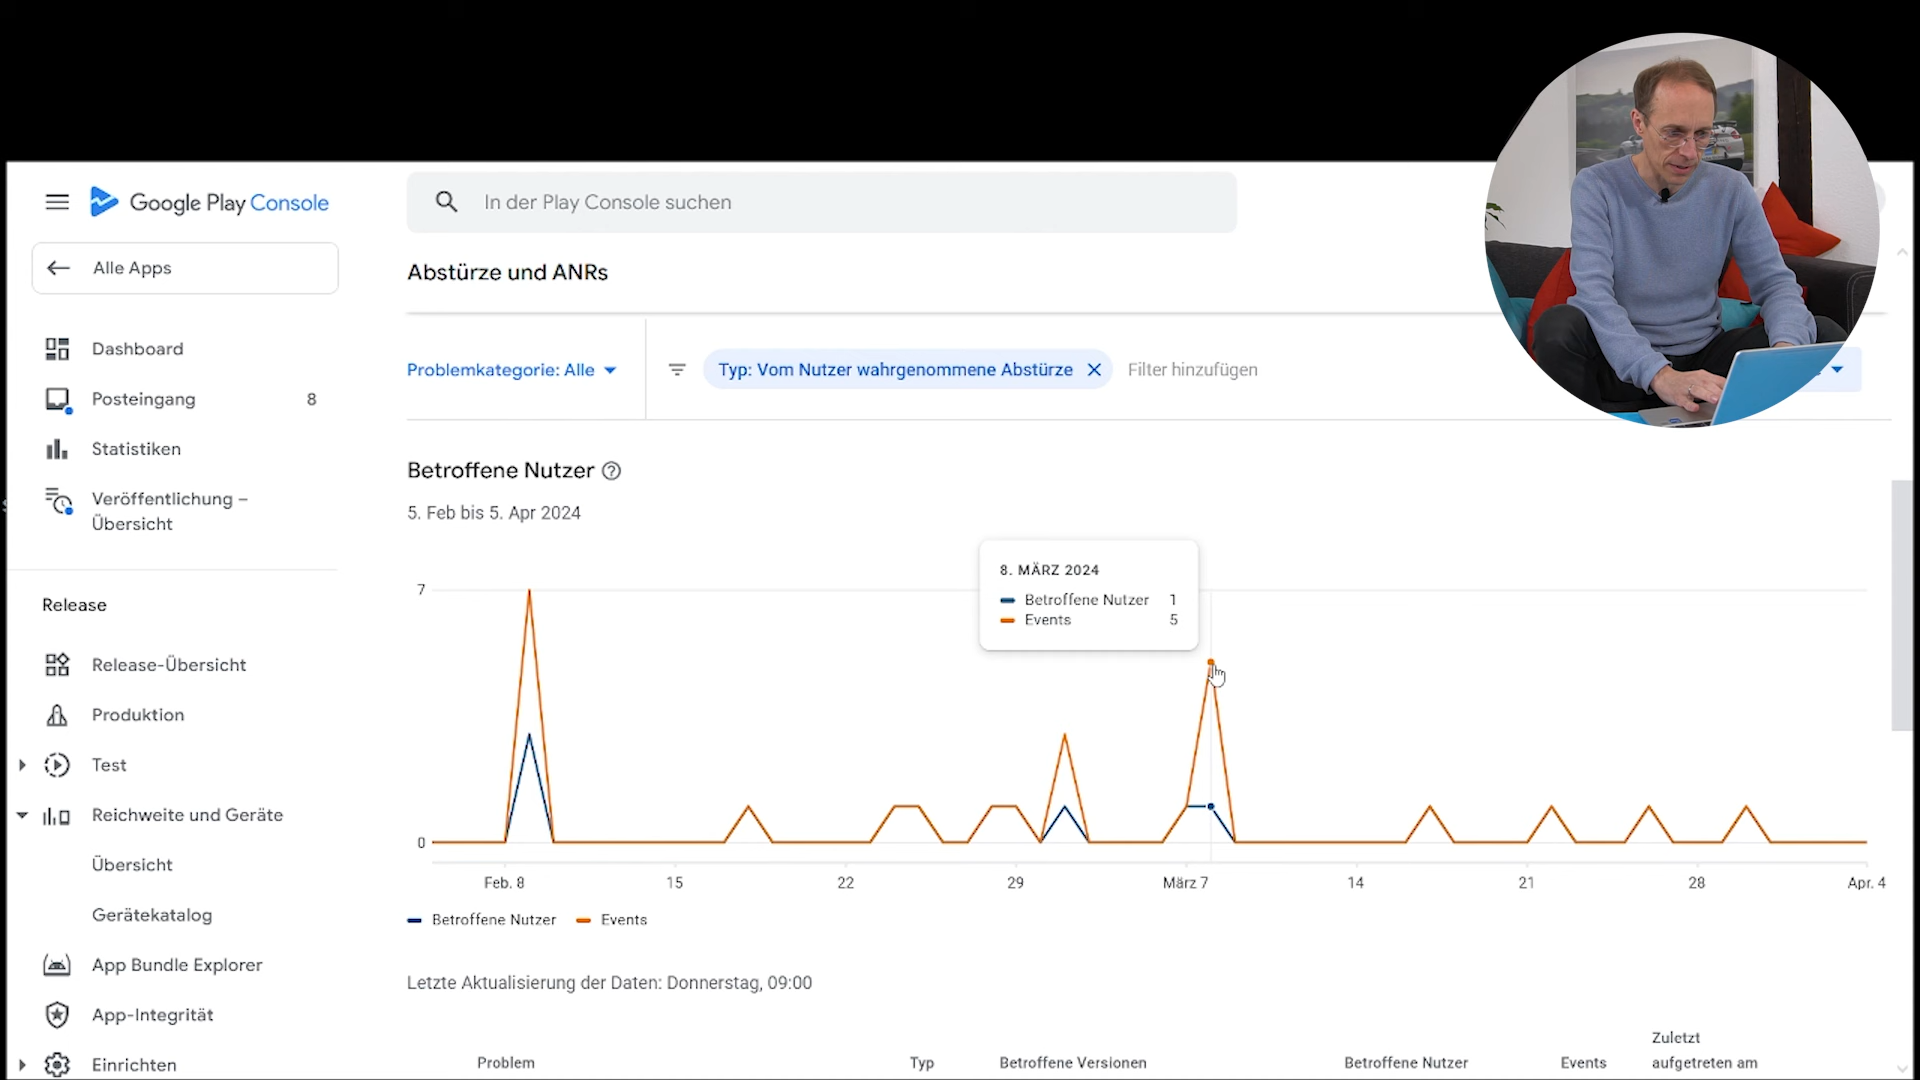 Google Play Console
In der Play Console suchen
Alle Apps
Abstürze und ANRs
Dashboard
Problemkategorie: Alle
Typ: Vom Nutzer wahrgenommene Abstürze
Filter hinzufügen
Posteingang 8
Statistiken
Veröffentlichung –
Übersicht
Betroffene Nutzer
5. Feb bis 5. Apr 2024
Release
Release-Übersicht
Produktion
Test
Reichweite und Geräte
Übersicht
Gerätekatalog
App Bundle Explorer
App-Integrität
Einrichten
8. MÄRZ 2024
Betroffene Nutzer 1
Events 5
7
0
Feb. 8 15 22 29 März 7 14 21 28 Apr. 4
Betroffene Nutzer Events
Letzte Aktualisierung der Daten: Donnerstag, 09:00
Problem Typ Betroffene Versionen Betroffene Nutzer Events Zuletzt
aufgetreten am